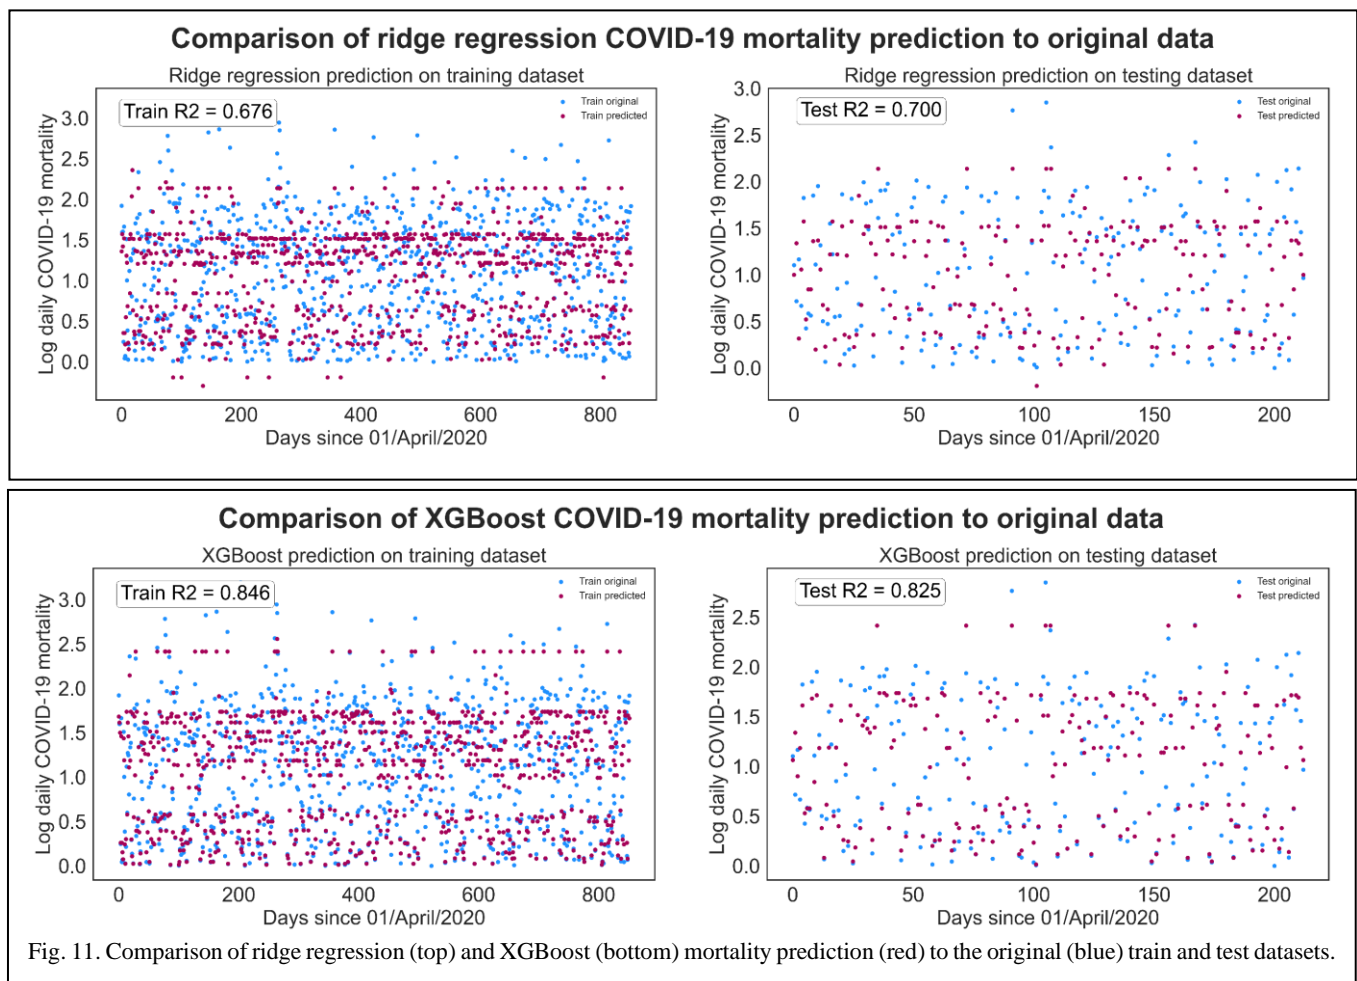 Comparison of ridge regression COVID-19 mortality prediction to original data
Ridge regression prediction on training dataset
Train R2 = 0.676
Train original
Train predicted
Log daily COVID-19 mortality
3.0
2.5
2.0
1.5
1.0
0.5
0.0
0 200 400 600 800
Days since 01/April/2020
Ridge regression prediction on testing dataset
Test R2 = 0.700
Test original
Test predicted
Log daily COVID-19 mortality
3.0
2.5
2.0
1.5
1.0
0.5
0.0
0 50 100 150 200
Days since 01/April/2020
Comparison of XGBoost COVID-19 mortality prediction to original data
XGBoost prediction on training dataset
Train R2 = 0.846
Train original
Train predicted
Log daily COVID-19 mortality
3.0
2.5
2.0
1.5
1.0
0.5
0.0
0 200 400 600 800
Days since 01/April/2020
XGBoost prediction on testing dataset
Test R2 = 0.825
Test original
Test predicted
Log daily COVID-19 mortality
2.5
2.0
1.5
1.0
0.5
0.0
0 50 100 150 200
Days since 01/April/2020
Fig. 11. Comparison of ridge regression (top) and XGBoost (bottom) mortality prediction (red) to the original (blue) train and test datasets.